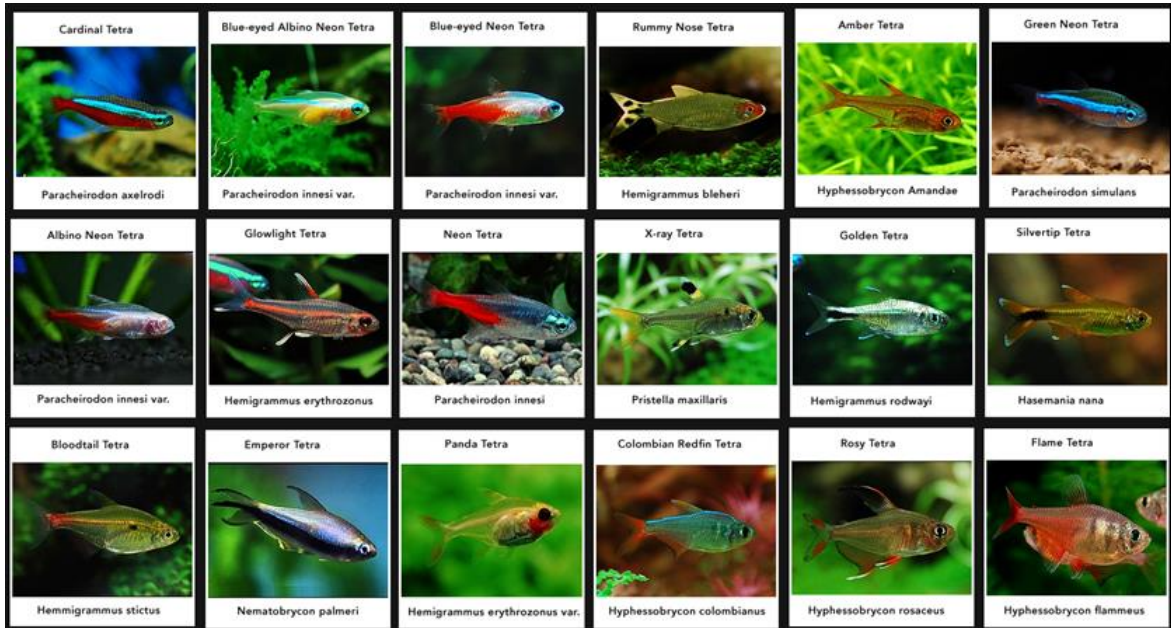 Cardinal Tetra
Blue-eyed Albino Neon Tetra
Blue-eyed Neon Tetra
Rummy Nose Tetra
Amber Tetra
Green Neon Tetra
Paracheirodon axelrodi
Paracheirodon innesi var.
Paracheirodon innesi var.
Hemigrammus bleheri
Hyphessobrycon Amandae
Paracheirodon simulans
Albino Neon Tetra
Glowlight Tetra
Neon Tetra
X-ray Tetra
Golden Tetra
Silvertip Tetra
Paracheirodon innesi var.
Hemigrammus erythrozonus
Paracheirodon innesi
Pristella maxillaris
Hemigrammus rodwayi
Hasemania nana
Bloodtail Tetra
Emperor Tetra
Panda Tetra
Colombian Redfin Tetra
Rosy Tetra
Flame Tetra
Hemmigrammus stictus
Nematobrycon palmeri
Hemigrammus erythrozonus var.
Hyphessobrycon colombianus
Hyphessobrycon rosaceus
Hyphessobrycon flammeus